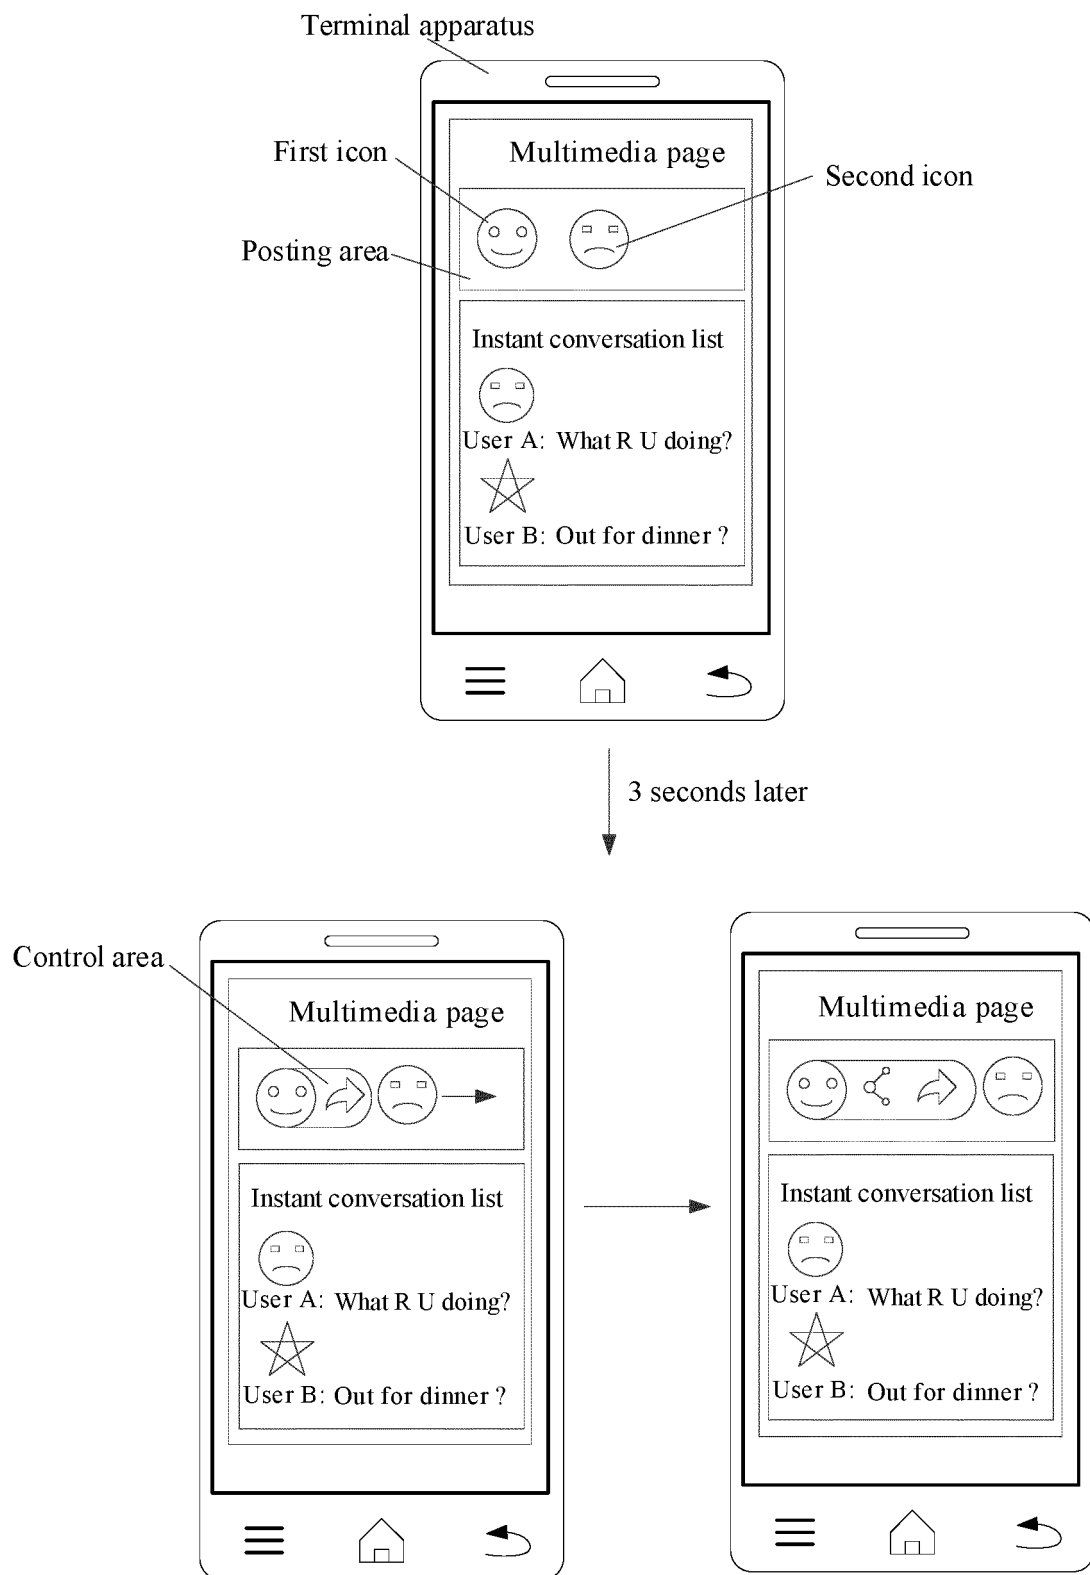 Terminal apparatus
First icon
Multimedia page
Second icon
Posting area
Instant conversation list
User A: What R U doing?
User B: Out for dinner ?
3 seconds later
Control area
Multimedia page
Instant conversation list
User A: What R U doing?
User B: Out for dinner ?
Multimedia page
Instant conversation list
User A: What R U doing?
User B: Out for dinner ?